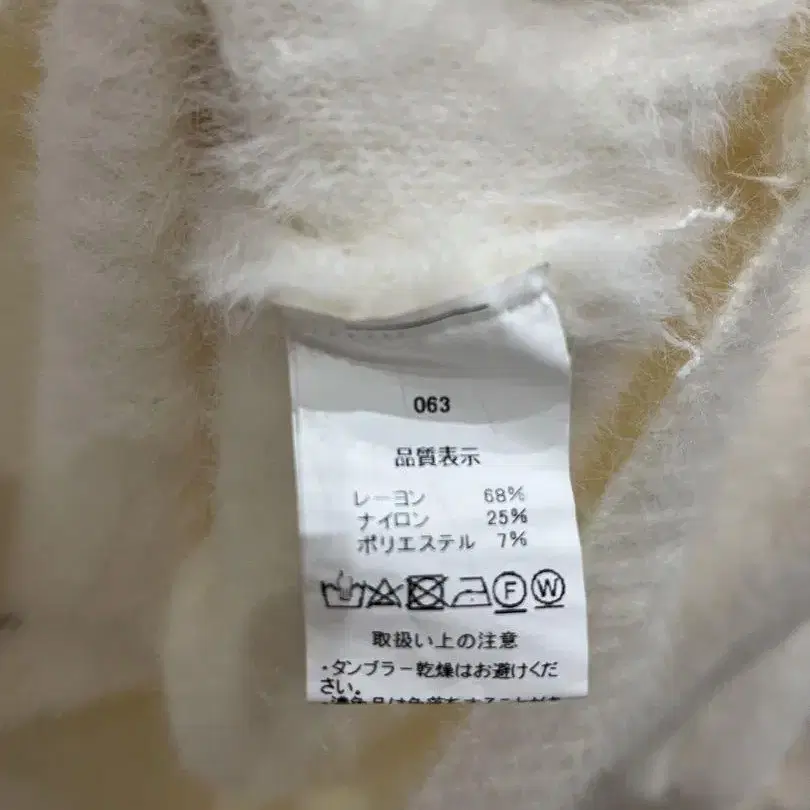 063
品質表示
レーヨン 68%
ナイロン 25%
ポリエステル 7%
F W
取扱い上の注意
・タンブラー乾燥はお避けくだ
さい。